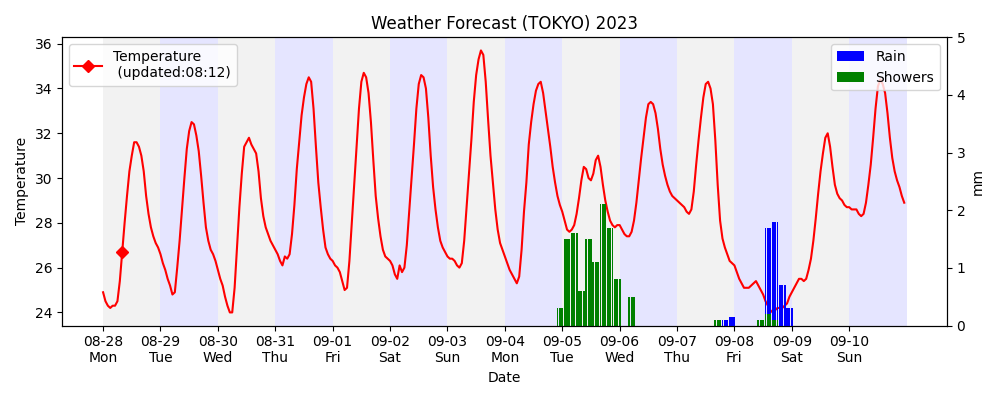 Weather Forecast (TOKYO) 2023
Temperature
(updated:08:12)
Rain
Showers
Temperature
36
34
32
30
28
26
24
5
4
3
2
1
0
mm
08-28 08-29 08-30 08-31 09-01 09-02 09-03 09-04 09-05 09-06 09-07 09-08 09-09 09-10
Mon Tue Wed Thu Fri Sat Sun Mon Tue Wed Thu Fri Sat Sun
Date